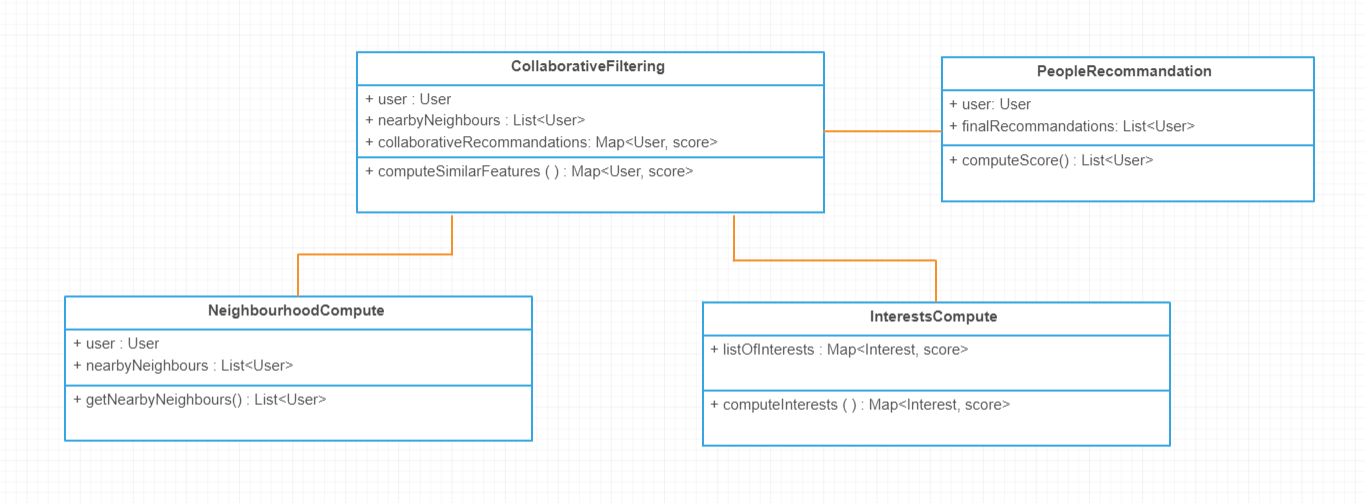 CollaborativeFiltering
+ user : User
+ nearbyNeighbours : List<User>
+ collaborativeRecommandations: Map<User, score>
+ computeSimilarFeatures ( ) : Map<User, score>
PeopleRecommandation
+ user: User
+ finalRecommandations: List<User>
+ computeScore() : List<User>
NeighbourhoodCompute
+ user : User
+ nearbyNeighbours : List<User>
+ getNearbyNeighbours() : List<User>
InterestsCompute
+ listOfInterests : Map<Interest, score>
+ computeInterests ( ) : Map<Interest, score>